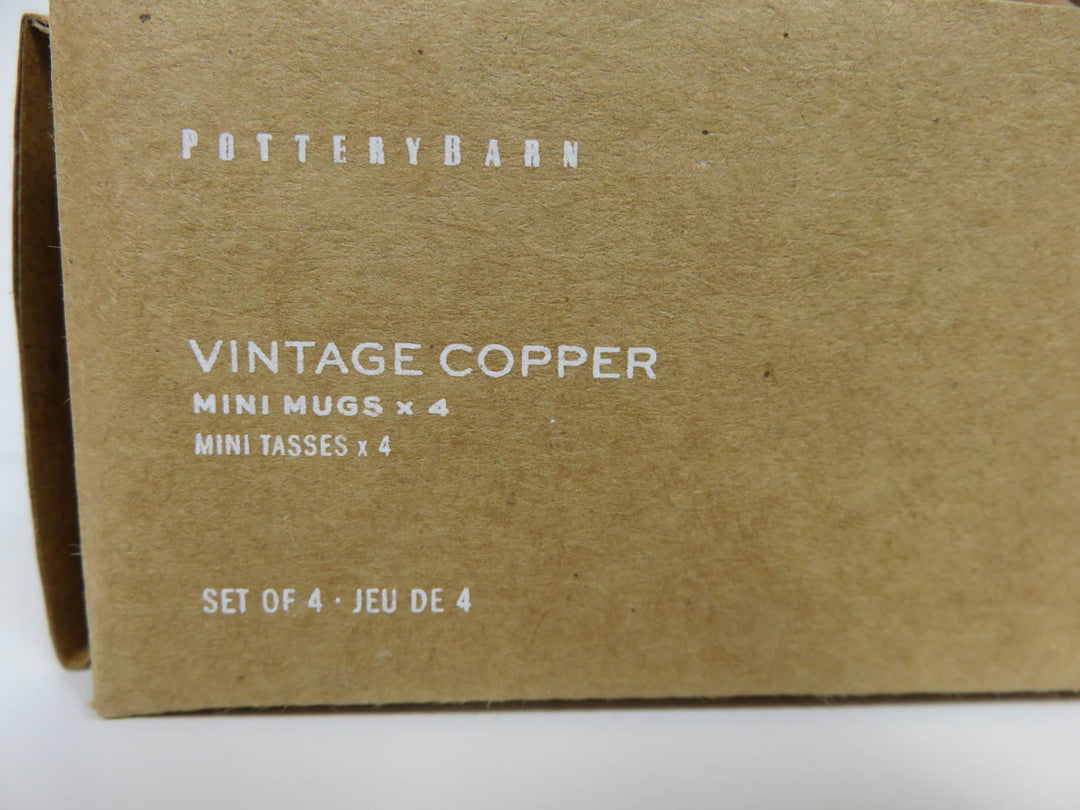 POTTERYBARN
VINTAGE COPPER
MINI MUGS x 4
MINI TASSES x 4
SET OF 4 · JEU DE 4